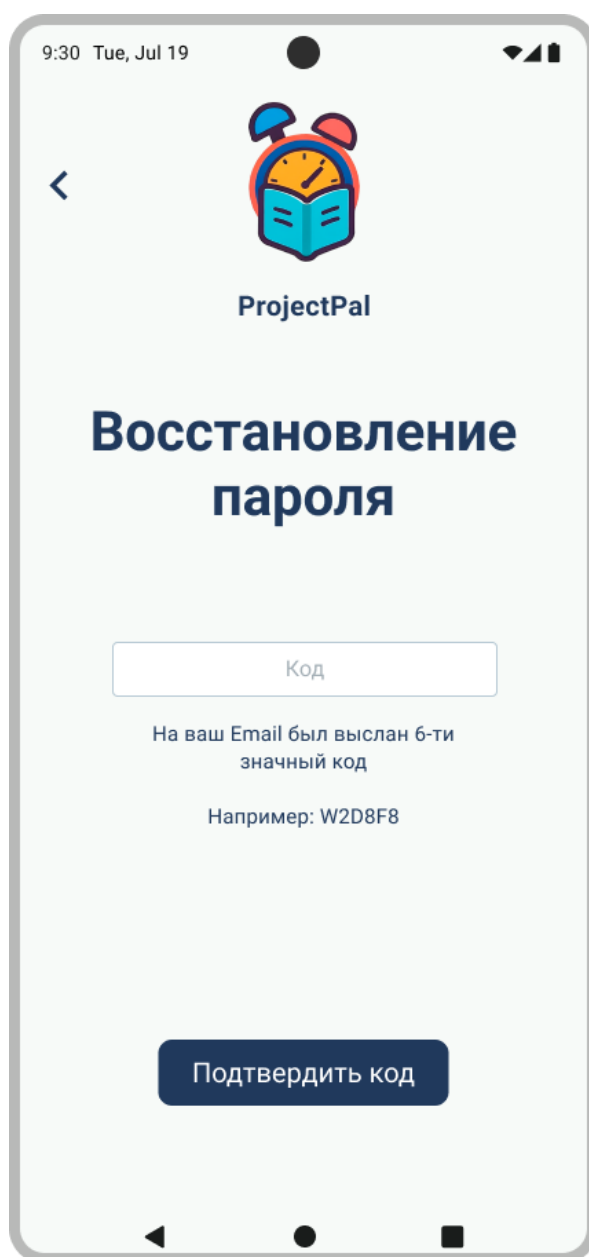 9:30 Tue, Jul 19
ProjectPal
Восстановление
пароля
Код
На ваш Email был выслан 6-ти
значный код
Например: W2D8F8
Подтвердить код